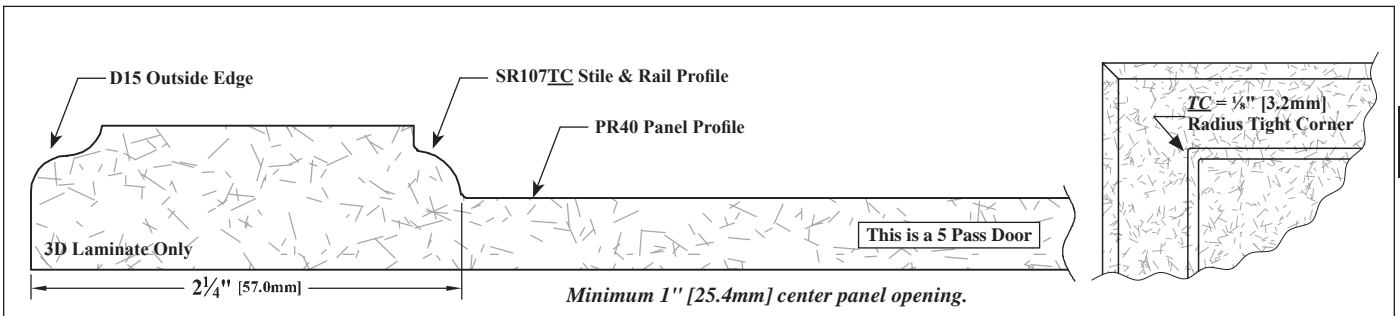 D15 Outside Edge
SR107TC Stile & Rail Profile
PR40 Panel Profile
TC = ⅛" [3.2mm]
Radius Tight Corner
3D Laminate Only
This is a 5 Pass Door
2¼" [57.0mm]
Minimum 1" [25.4mm] center panel opening.